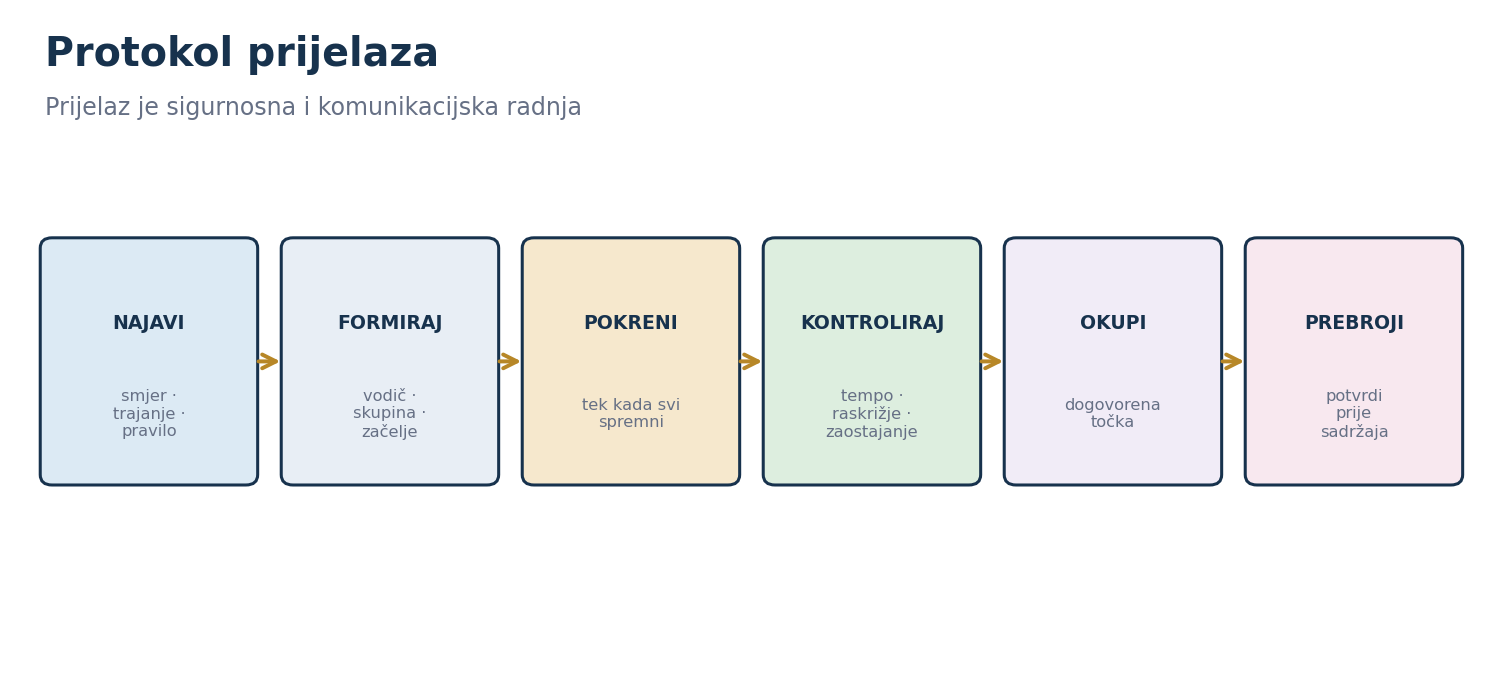 Protokol prijelaza
Prijelaz je sigurnosna i komunikacijska radnja
NAJAVI
smjer ·
trajanje ·
pravilo
FORMIRAJ
vodič ·
skupina ·
začelje
POKRENI
tek kada svi
spremni
KONTROLIRAJ
tempo ·
raskrižje ·
zaostajanje
OKUPI
dogovorena
točka
PREBROJI
potvrdi
prije
sadržaja